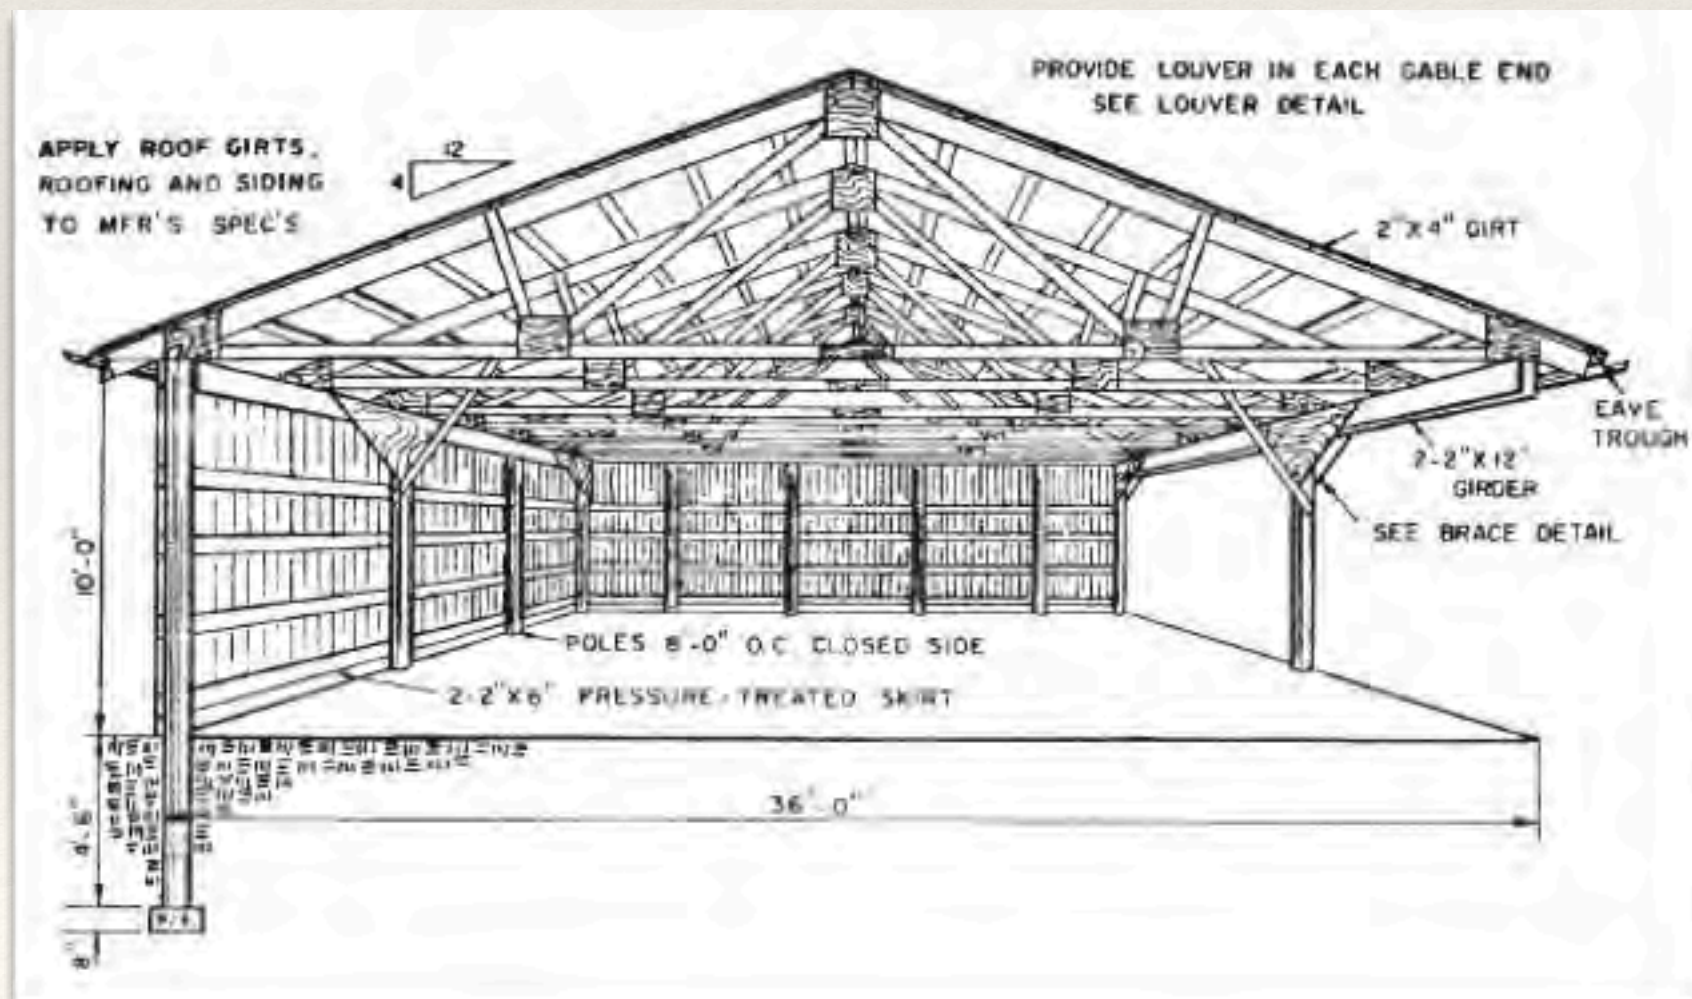 PROVIDE LOUVER IN EACH GABLE END
SEE LOUVER DETAIL
APPLY ROOF GIRTS,
ROOFING AND SIDING
TO MFR'S SPEC'S
12
4
2"X4" GIRT
EAVE
TROUGH
2-2"X12"
GIRDER
SEE BRACE DETAIL
10'-0"
POLES 8'-0" O.C. CLOSED SIDE
2-2"X6" PRESSURE TREATED SKIRT
36'-0"
4'-6"
8"